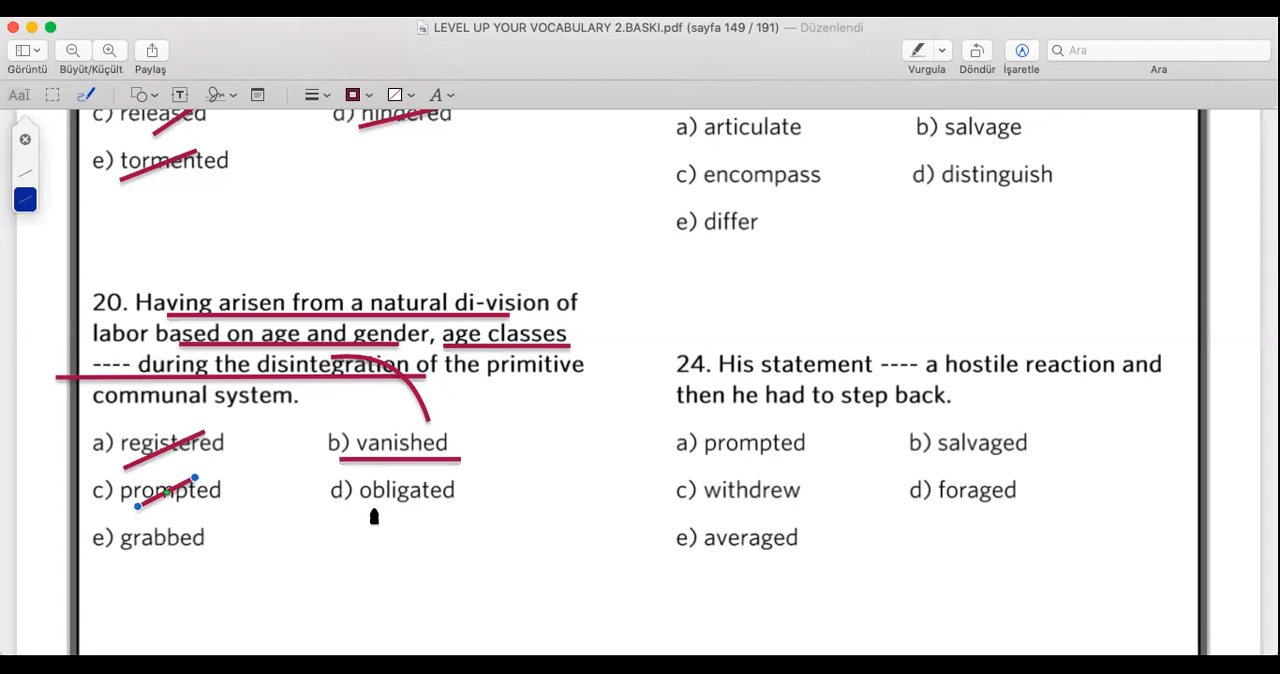 LEVEL UP YOUR VOCABULARY 2.BASKI.pdf (sayfa 149 / 191) — Düzenlendi
Görüntü
Büyüt/Küçült
Paylaş
Vurgula
Döndür
İşaretle
Ara
Ara
AaI
A
c) released
d) hindered
e) tormented
20. Having arisen from a natural di-vision of
labor based on age and gender, age classes
---- during the disintegration of the primitive
communal system.
a) registered
b) vanished
c) prompted
d) obligated
e) grabbed
a) articulate
b) salvage
c) encompass
d) distinguish
e) differ
24. His statement ---- a hostile reaction and
then he had to step back.
a) prompted
b) salvaged
c) withdrew
d) foraged
e) averaged